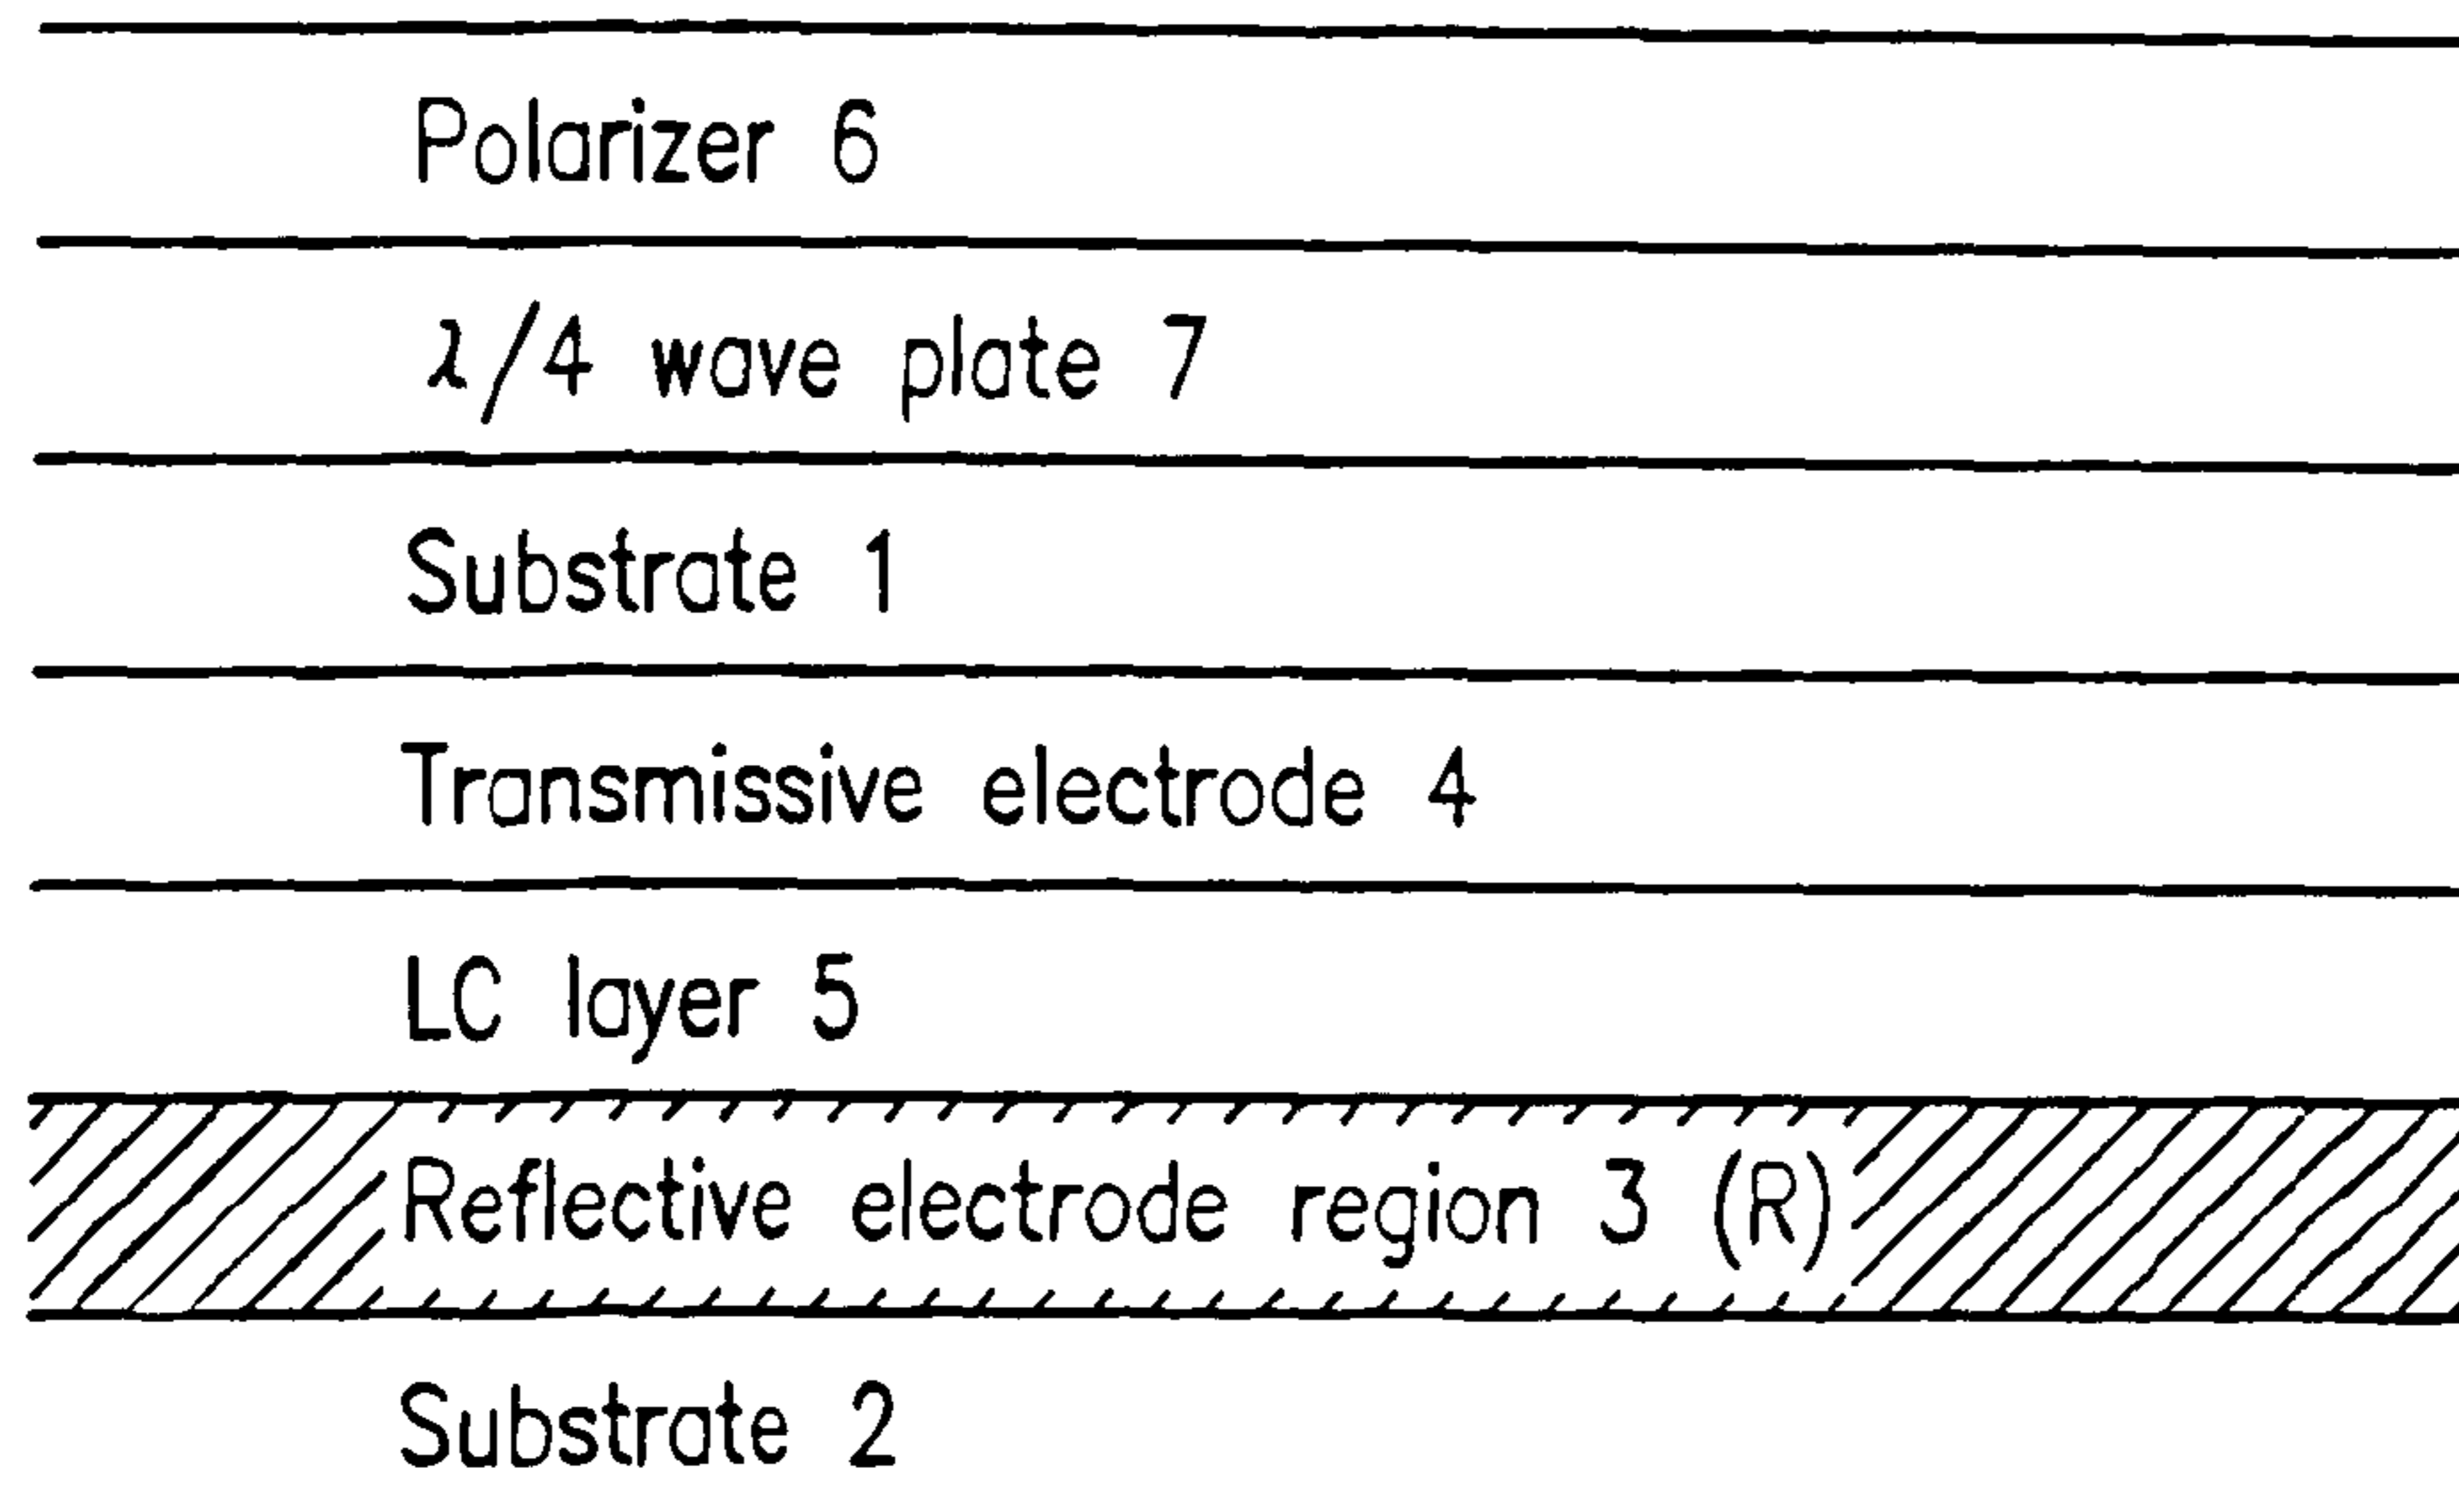 Polarizer 6
λ/4 wave plate 7
Substrate 1
Transmissive electrode 4
LC layer 5
Reflective electrode region 3 (R)
Substrate 2